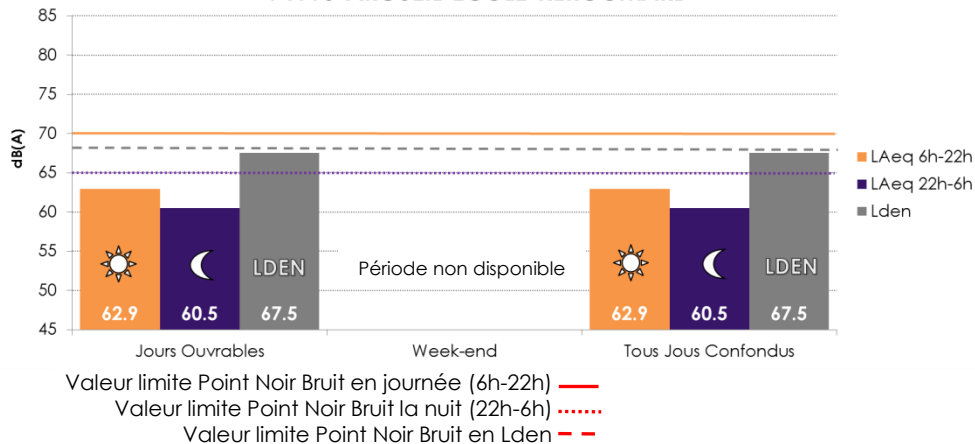 85
80
75
70
65
60
55
50
45
dB(A)
LAeq 6h-22h
LAeq 22h-6h
Lden
LDEN
62.9
60.5
67.5
Période non disponible
LDEN
62.9
60.5
67.5
Jours Ouvrables
Week-end
Tous Jous Confondus
Valeur limite Point Noir Bruit en journée (6h-22h)
Valeur limite Point Noir Bruit la nuit (22h-6h)
Valeur limite Point Noir Bruit en Lden